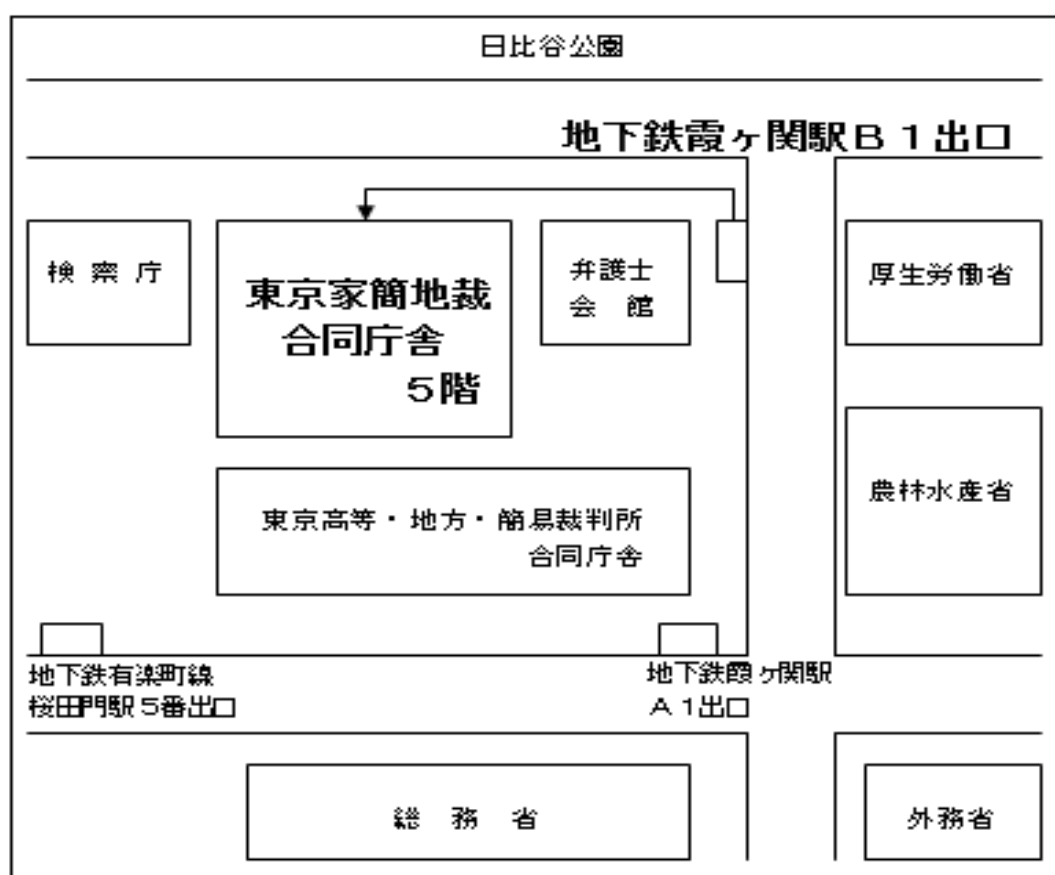 日比谷公園
地下鉄霞ヶ関駅Ｂ１出口
検察庁
東京家簡地裁
合同庁舎
５階
弁護士
会館
厚生労働省
農林水産省
東京高等・地方・簡易裁判所
合同庁舎
地下鉄有楽町線
桜田門駅５番出口
地下鉄霞ヶ関駅
Ａ１出口
総務省
外務省